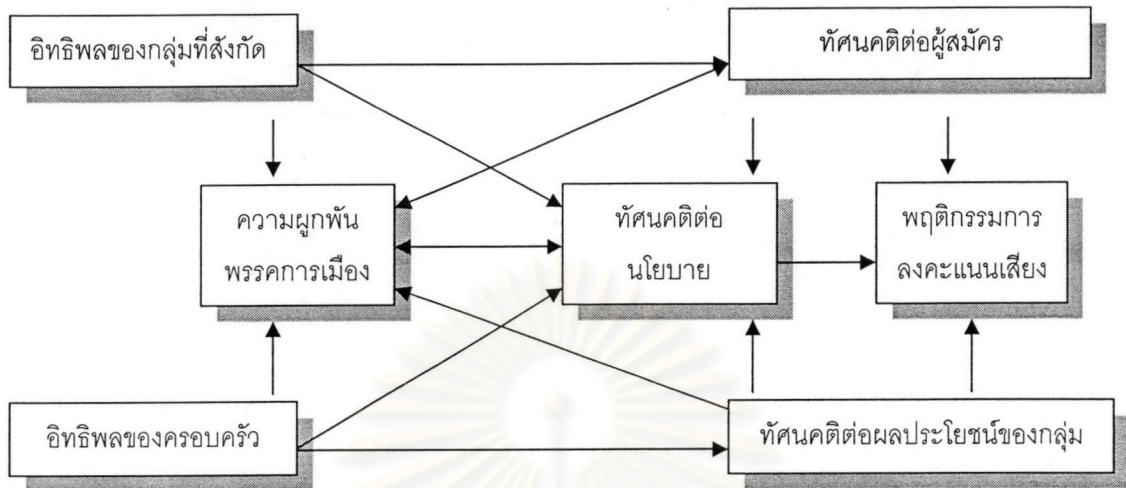 อิทธิพลของกลุ่มที่สังกัด
ทัศนคติต่อผู้สมัคร
ความผูกพัน
พรรคการเมือง
ทัศนคติต่อ
นโยบาย
พฤติกรรมการ
ลงคะแนนเสียง
อิทธิพลของครอบครัว
ทัศนคติต่อผลประโยชน์ของกลุ่ม